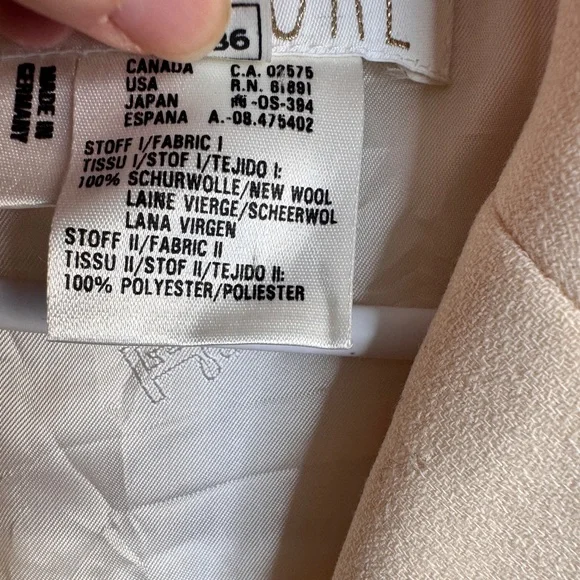 36
MADE IN
GERMANY
CANADA C.A. 02575
USA R.N. 61891
JAPAN -OS-394
ESPANA A.-08.475402
STOFF I/FABRIC I
TISSU I/STOF I/TEJIDO I:
100% SCHURWOLLE/NEW WOOL
LAINE VIERGE/SCHEERWOL
LANA VIRGEN
STOFF II/FABRIC II
TISSU II/STOF II/TEJIDO II:
100% POLYESTER/POLIESTER